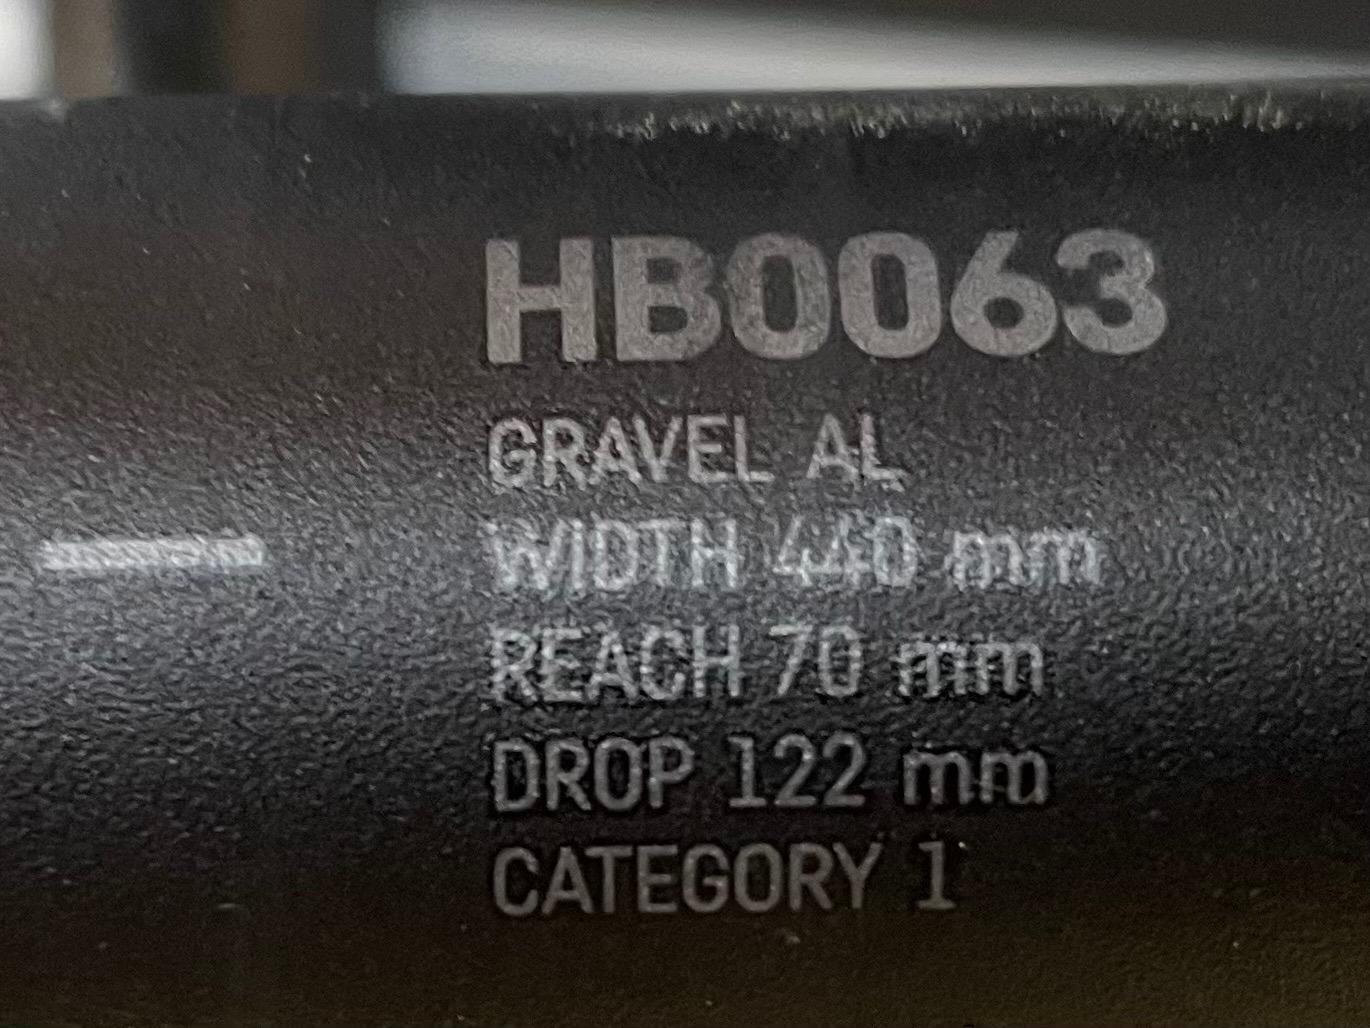 HB0063
GRAVEL AL
WIDTH 440 mm
REACH 70 mm
DROP 122 mm
CATEGORY 1